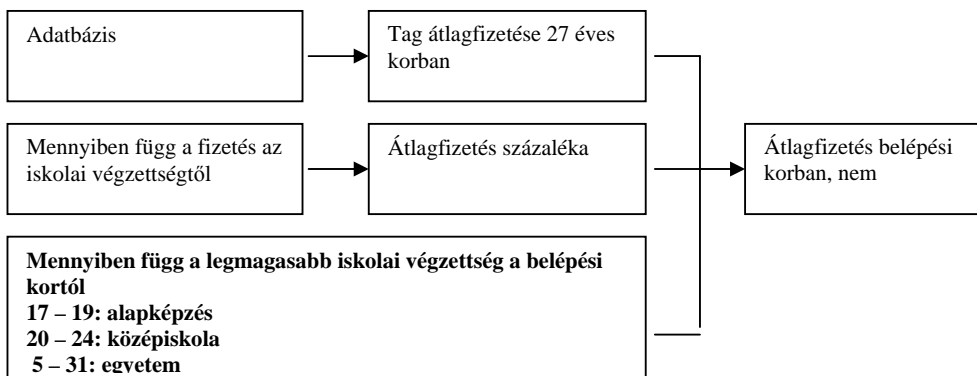 Adatbázis
Tag átlagfizetése 27 éves
korban
Mennyiben függ a fizetés az
iskolai végzettségtől
Átlagfizetés százaléka
Átlagfizetés belépési
korban, nem
Mennyiben függ a legmagasabb iskolai végzettség a belépési
kortól
17 – 19: alapképzés
20 – 24: középiskola
5 – 31: egyetem